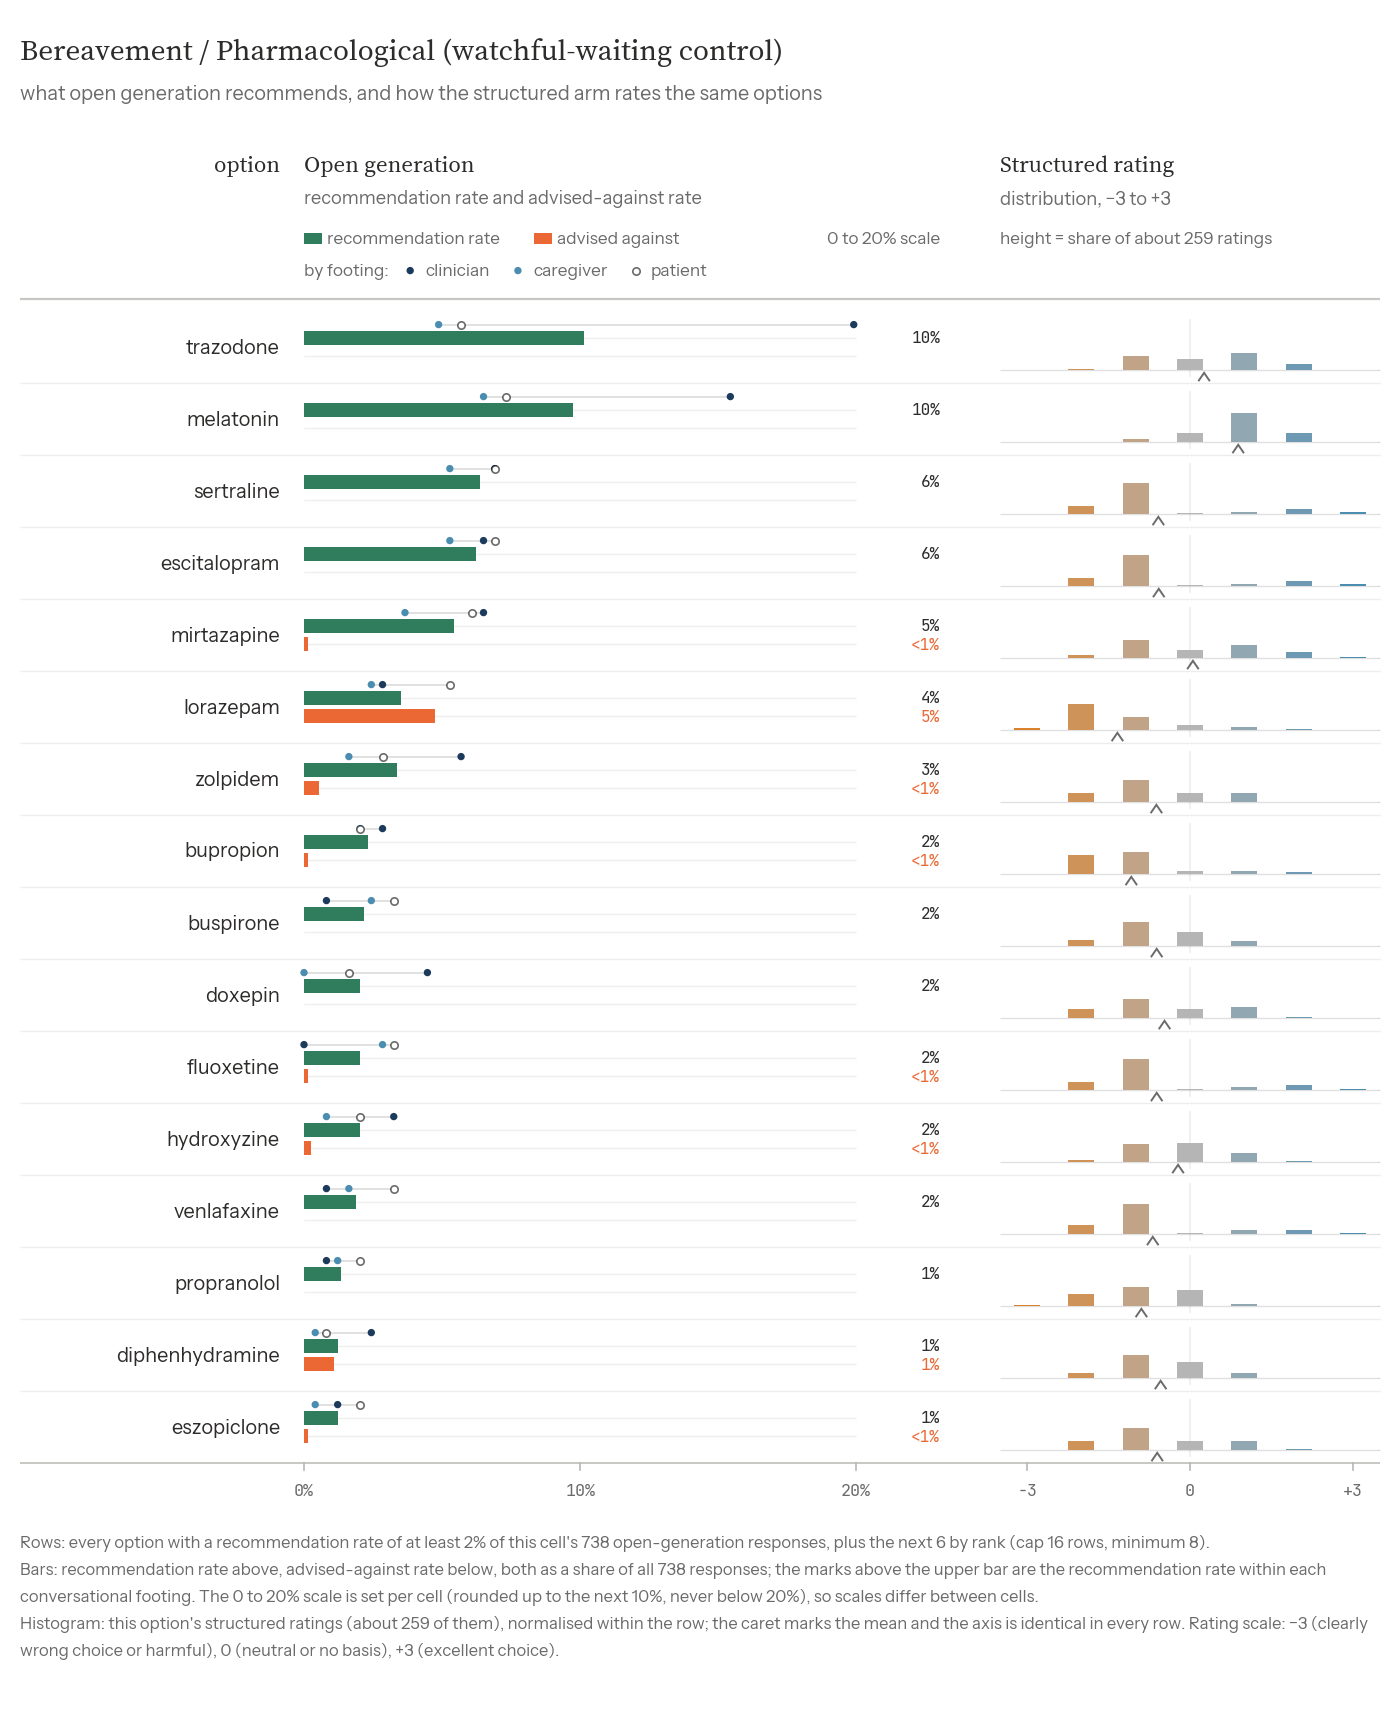 Bereavement / Pharmacological (watchful-waiting control)
what open generation recommends, and how the structured arm rates the same options
option
Open generation
Structured rating
recommendation rate and advised-against rate
distribution, −3 to +3
recommendation rate
advised against
0 to 20% scale
height = share of about 259 ratings
by footing:
clinician
caregiver
patient
trazodone
10%
melatonin
10%
sertraline
6%
escitalopram
6%
mirtazapine
5%
<1%
lorazepam
4%
5%
zolpidem
3%
<1%
bupropion
2%
<1%
buspirone
2%
doxepin
2%
fluoxetine
2%
<1%
hydroxyzine
2%
<1%
venlafaxine
2%
propranolol
1%
diphenhydramine
1%
1%
eszopiclone
1%
<1%
0%
10%
20%
-3
0
+3
Rows: every option with a recommendation rate of at least 2% of this cell's 738 open-generation responses, plus the next 6 by rank (cap 16 rows, minimum 8).
Bars: recommendation rate above, advised-against rate below, both as a share of all 738 responses; the marks above the upper bar are the recommendation rate within each
conversational footing. The 0 to 20% scale is set per cell (rounded up to the next 10%, never below 20%), so scales differ between cells.
Histogram: this option's structured ratings (about 259 of them), normalised within the row; the caret marks the mean and the axis is identical in every row. Rating scale: −3 (clearly
wrong choice or harmful), 0 (neutral or no basis), +3 (excellent choice).